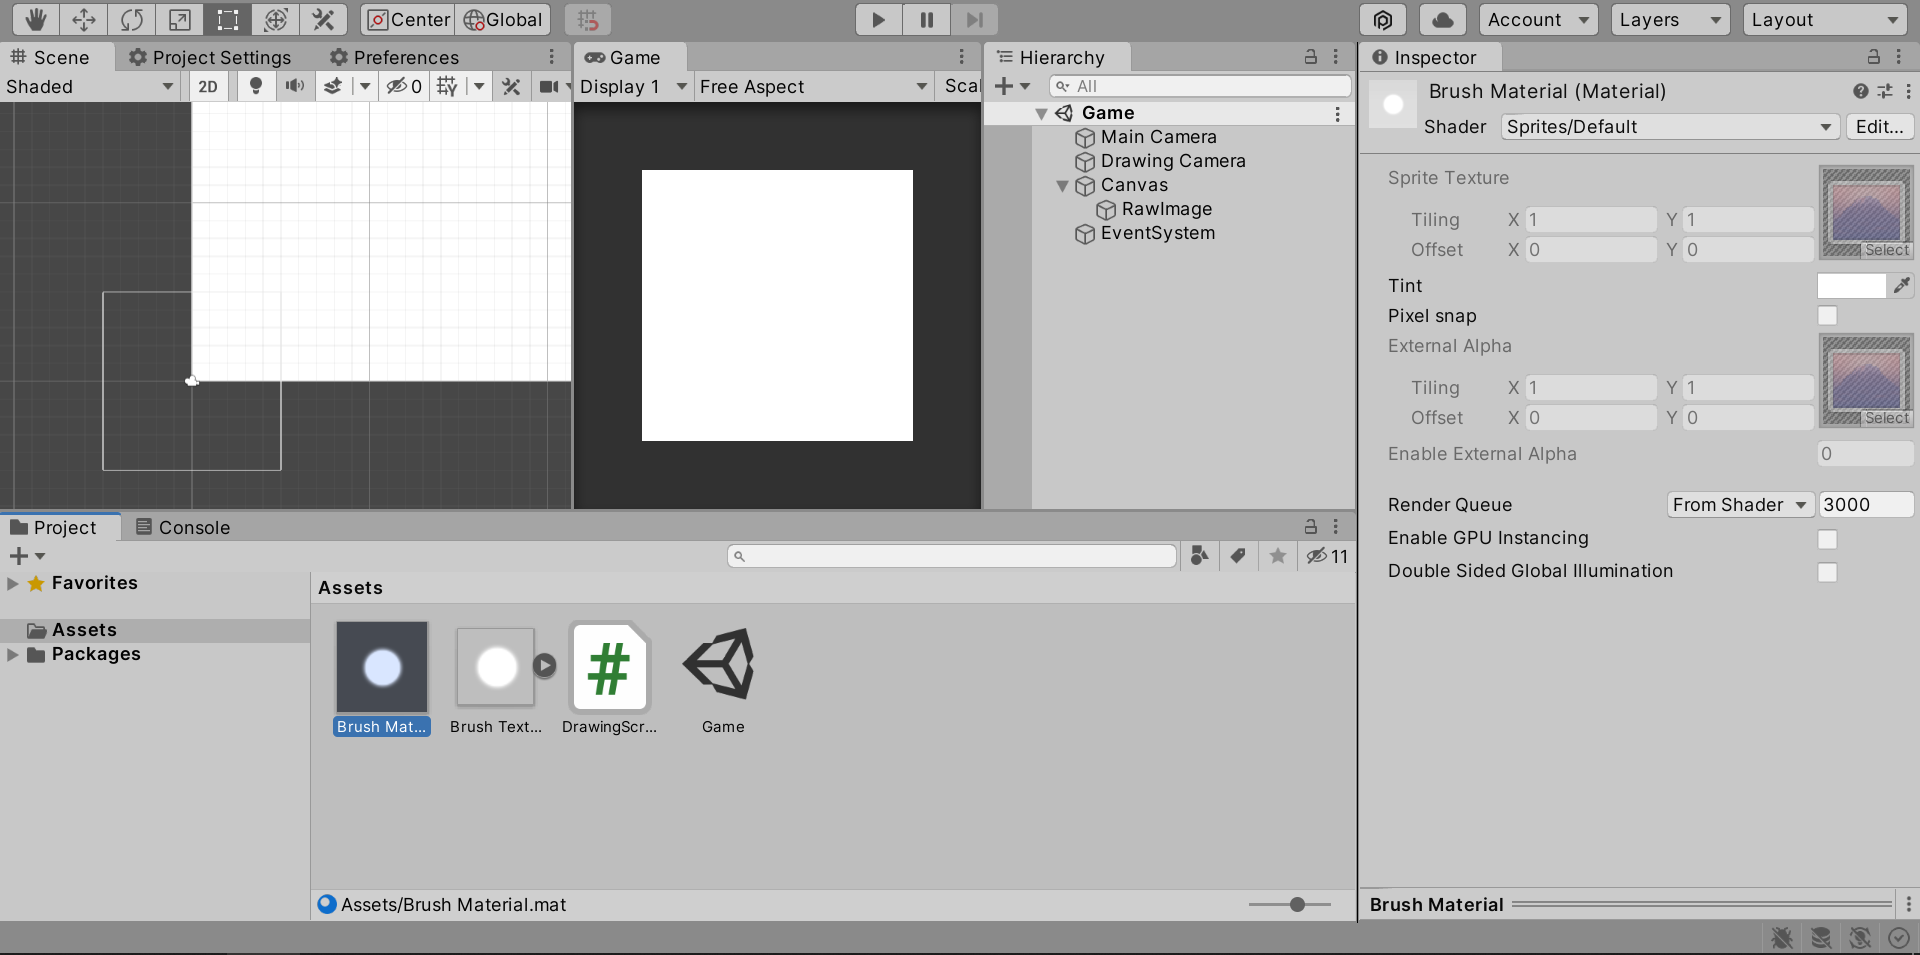 Center Global
Account Layers Layout
Scene Project Settings Preferences
Shaded 2D 0
Game
Display 1 Free Aspect Scal
Hierarchy
All
Game
Main Camera
Drawing Camera
Canvas
RawImage
EventSystem
Inspector
Brush Material (Material)
Shader Sprites/Default Edit...
Sprite Texture
Tiling X 1 Y 1
Offset X 0 Y 0
Select
Tint
Pixel snap
External Alpha
Tiling X 1 Y 1
Offset X 0 Y 0
Select
Enable External Alpha 0
Render Queue From Shader 3000
Enable GPU Instancing
Double Sided Global Illumination
Brush Material
Project Console
11
Favorites
Assets
Packages
Assets
Brush Mat... Brush Text... DrawingScr... Game
Assets/Brush Material.mat